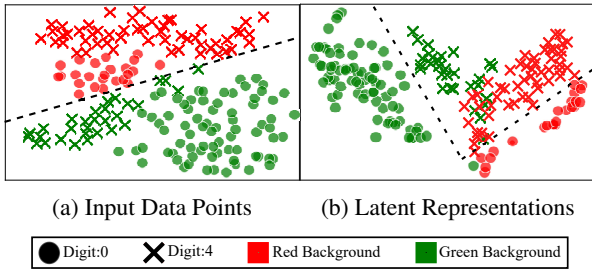 (a) Input Data Points
(b) Latent Representations
Digit:0 Digit:4 Red Background Green Background